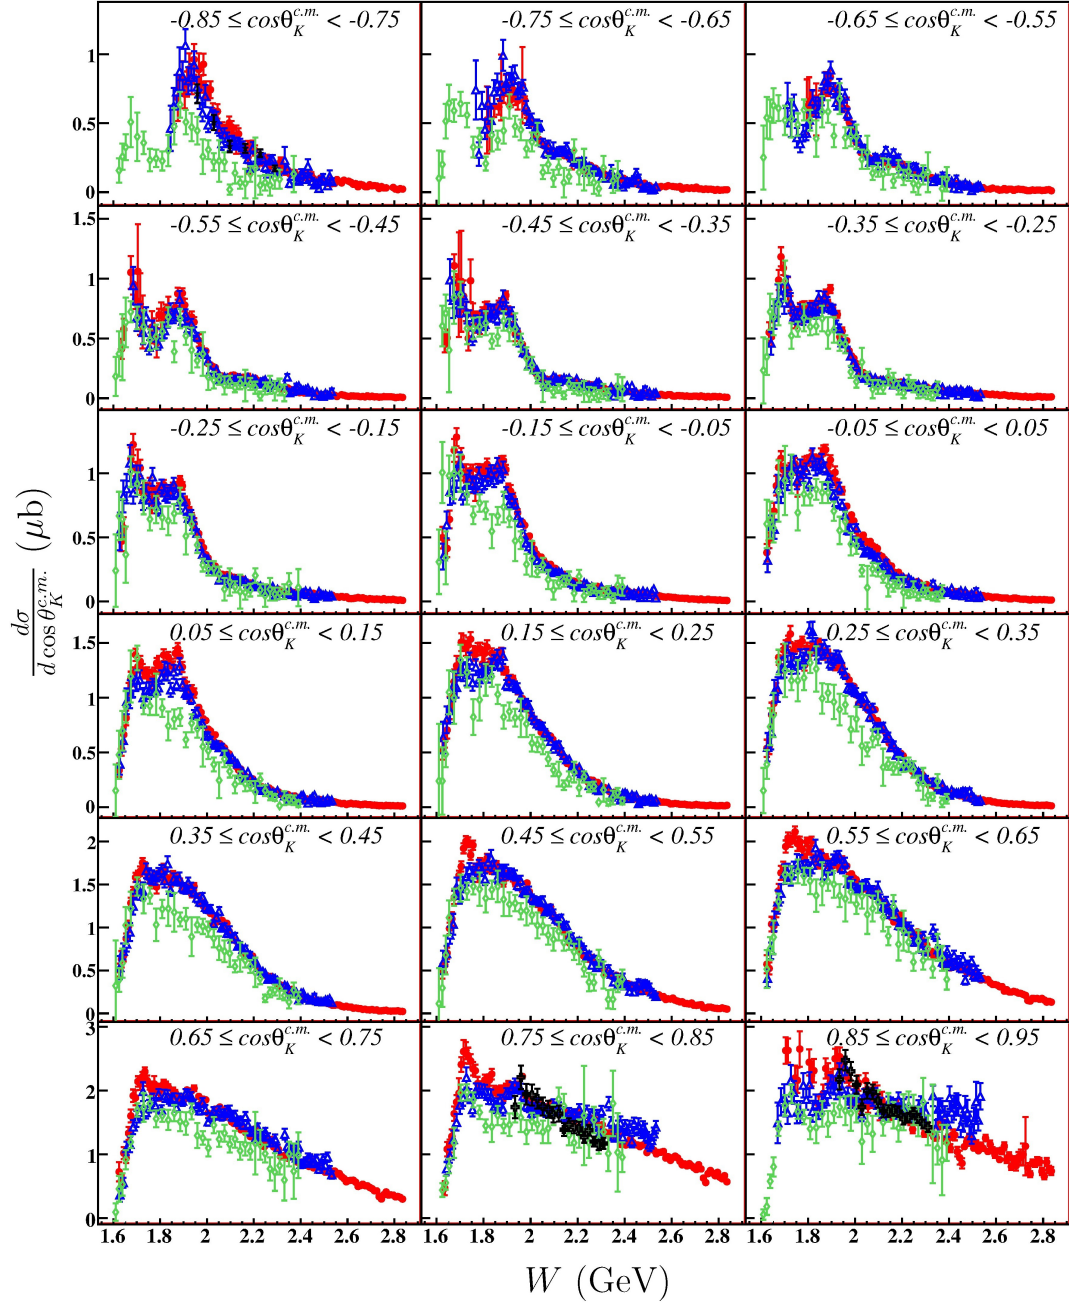 -0.85 ≤ cosθ_K^{c.m.} < -0.75
-0.75 ≤ cosθ_K^{c.m.} < -0.65
-0.65 ≤ cosθ_K^{c.m.} < -0.55
1
0.5
0
-0.55 ≤ cosθ_K^{c.m.} < -0.45
-0.45 ≤ cosθ_K^{c.m.} < -0.35
-0.35 ≤ cosθ_K^{c.m.} < -0.25
1.5
1
0.5
0
-0.25 ≤ cosθ_K^{c.m.} < -0.15
-0.15 ≤ cosθ_K^{c.m.} < -0.05
-0.05 ≤ cosθ_K^{c.m.} < 0.05
1
0.5
0
dσ / d cos θ_K^{c.m.} (μb)
0.05 ≤ cosθ_K^{c.m.} < 0.15
0.15 ≤ cosθ_K^{c.m.} < 0.25
0.25 ≤ cosθ_K^{c.m.} < 0.35
1.5
1
0.5
0
0.35 ≤ cosθ_K^{c.m.} < 0.45
0.45 ≤ cosθ_K^{c.m.} < 0.55
0.55 ≤ cosθ_K^{c.m.} < 0.65
2
1.5
1
0.5
0
0.65 ≤ cosθ_K^{c.m.} < 0.75
0.75 ≤ cosθ_K^{c.m.} < 0.85
0.85 ≤ cosθ_K^{c.m.} < 0.95
3
2
1
0
1.6 1.8 2 2.2 2.4 2.6 2.8
1.6 1.8 2 2.2 2.4 2.6 2.8
1.6 1.8 2 2.2 2.4 2.6 2.8
W (GeV)